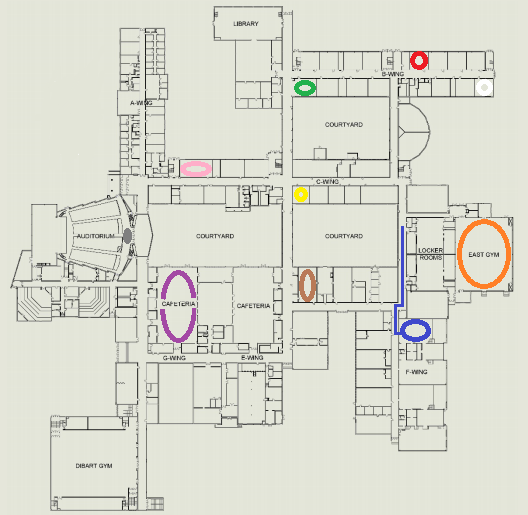 LIBRARY
B-WING
A-WING
COURTYARD
C-WING
AUDITORIUM
COURTYARD
COURTYARD
LOCKER
ROOMS
EAST GYM
CAFETERIA
CAFETERIA
G-WING
E-WING
F-WING
DIBART GYM